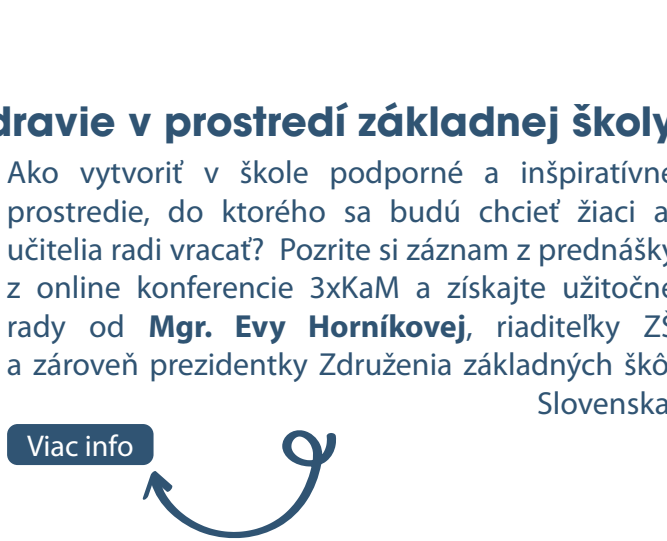 dravie v prostredí základnej školy
Ako vytvoriť v škole podporné a inšpiratívne
prostredie, do ktorého sa budú chcieť žiaci a
učitelia radi vracať? Pozrite si záznam z prednášky
z online konferencie 3xKaM a získajte užitočné
rady od Mgr. Evy Horníkovej, riaditeľky ZŠ
a zároveň prezidentky Združenia základných škô
Slovenska
Viac info